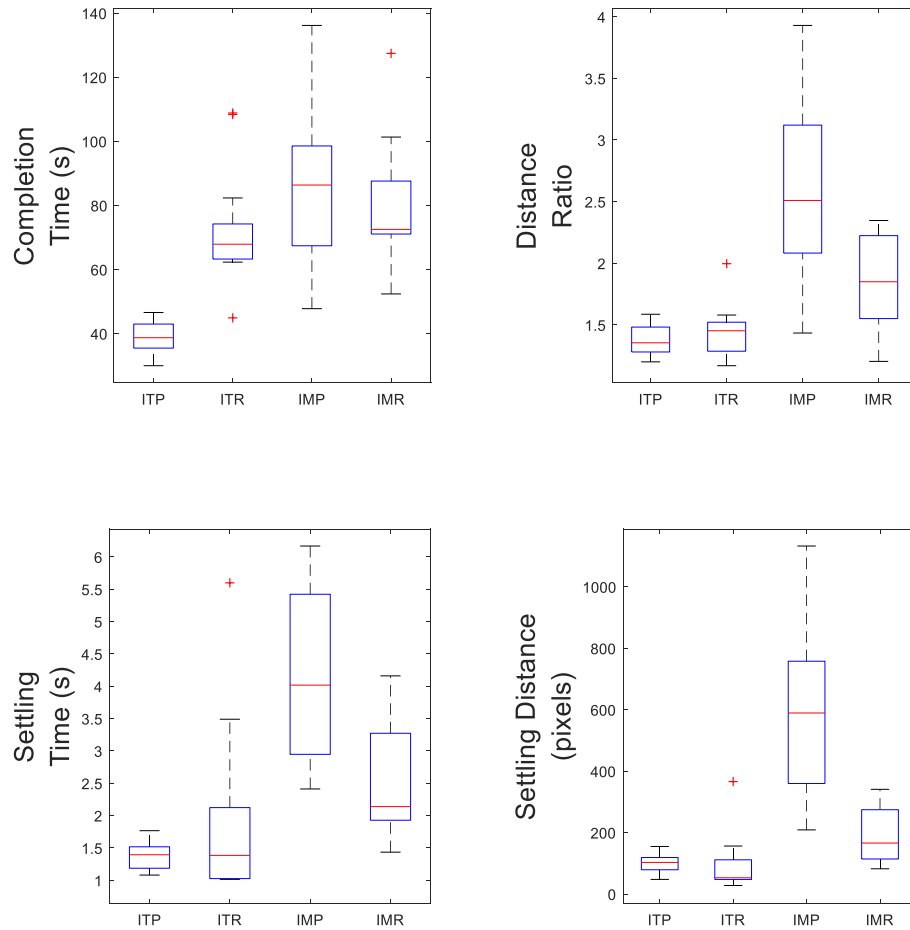 Completion
Time (s)
140
120
100
80
60
40
ITP ITR IMP IMR
Distance
Ratio
4
3.5
3
2.5
2
1.5
ITP ITR IMP IMR
Settling
Time (s)
6
5.5
5
4.5
4
3.5
3
2.5
2
1.5
1
ITP ITR IMP IMR
Settling Distance
(pixels)
1000
800
600
400
200
0
ITP ITR IMP IMR